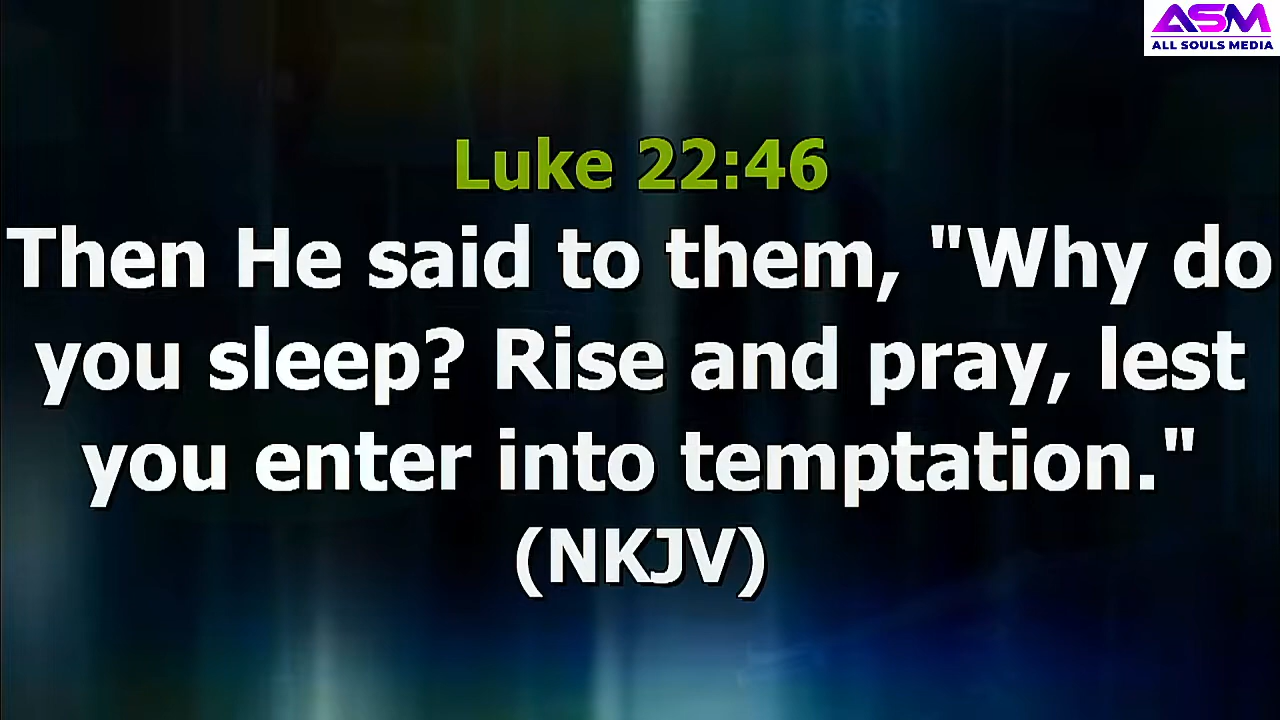 ASM
ALL SOULS MEDIA
Luke 22:46
Then He said to them, "Why do
you sleep? Rise and pray, lest
you enter into temptation."
(NKJV)